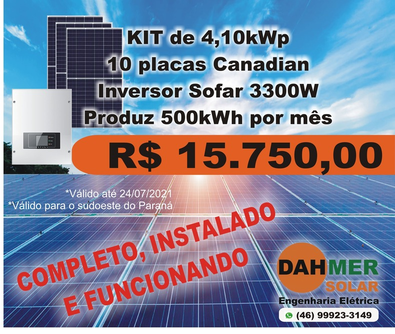 KIT de 4,10kWp
10 placas Canadian
Inversor Sofar 3300W
Produz 500kWh por mês
R$ 15.750,00
*Válido até 24/07/2021
*Válido para o sudoeste do Paraná
COMPLETO, INSTALADO
E FUNCIONANDO
DAHMER
SOLAR
Engenharia Elétrica
(46) 99923-3149